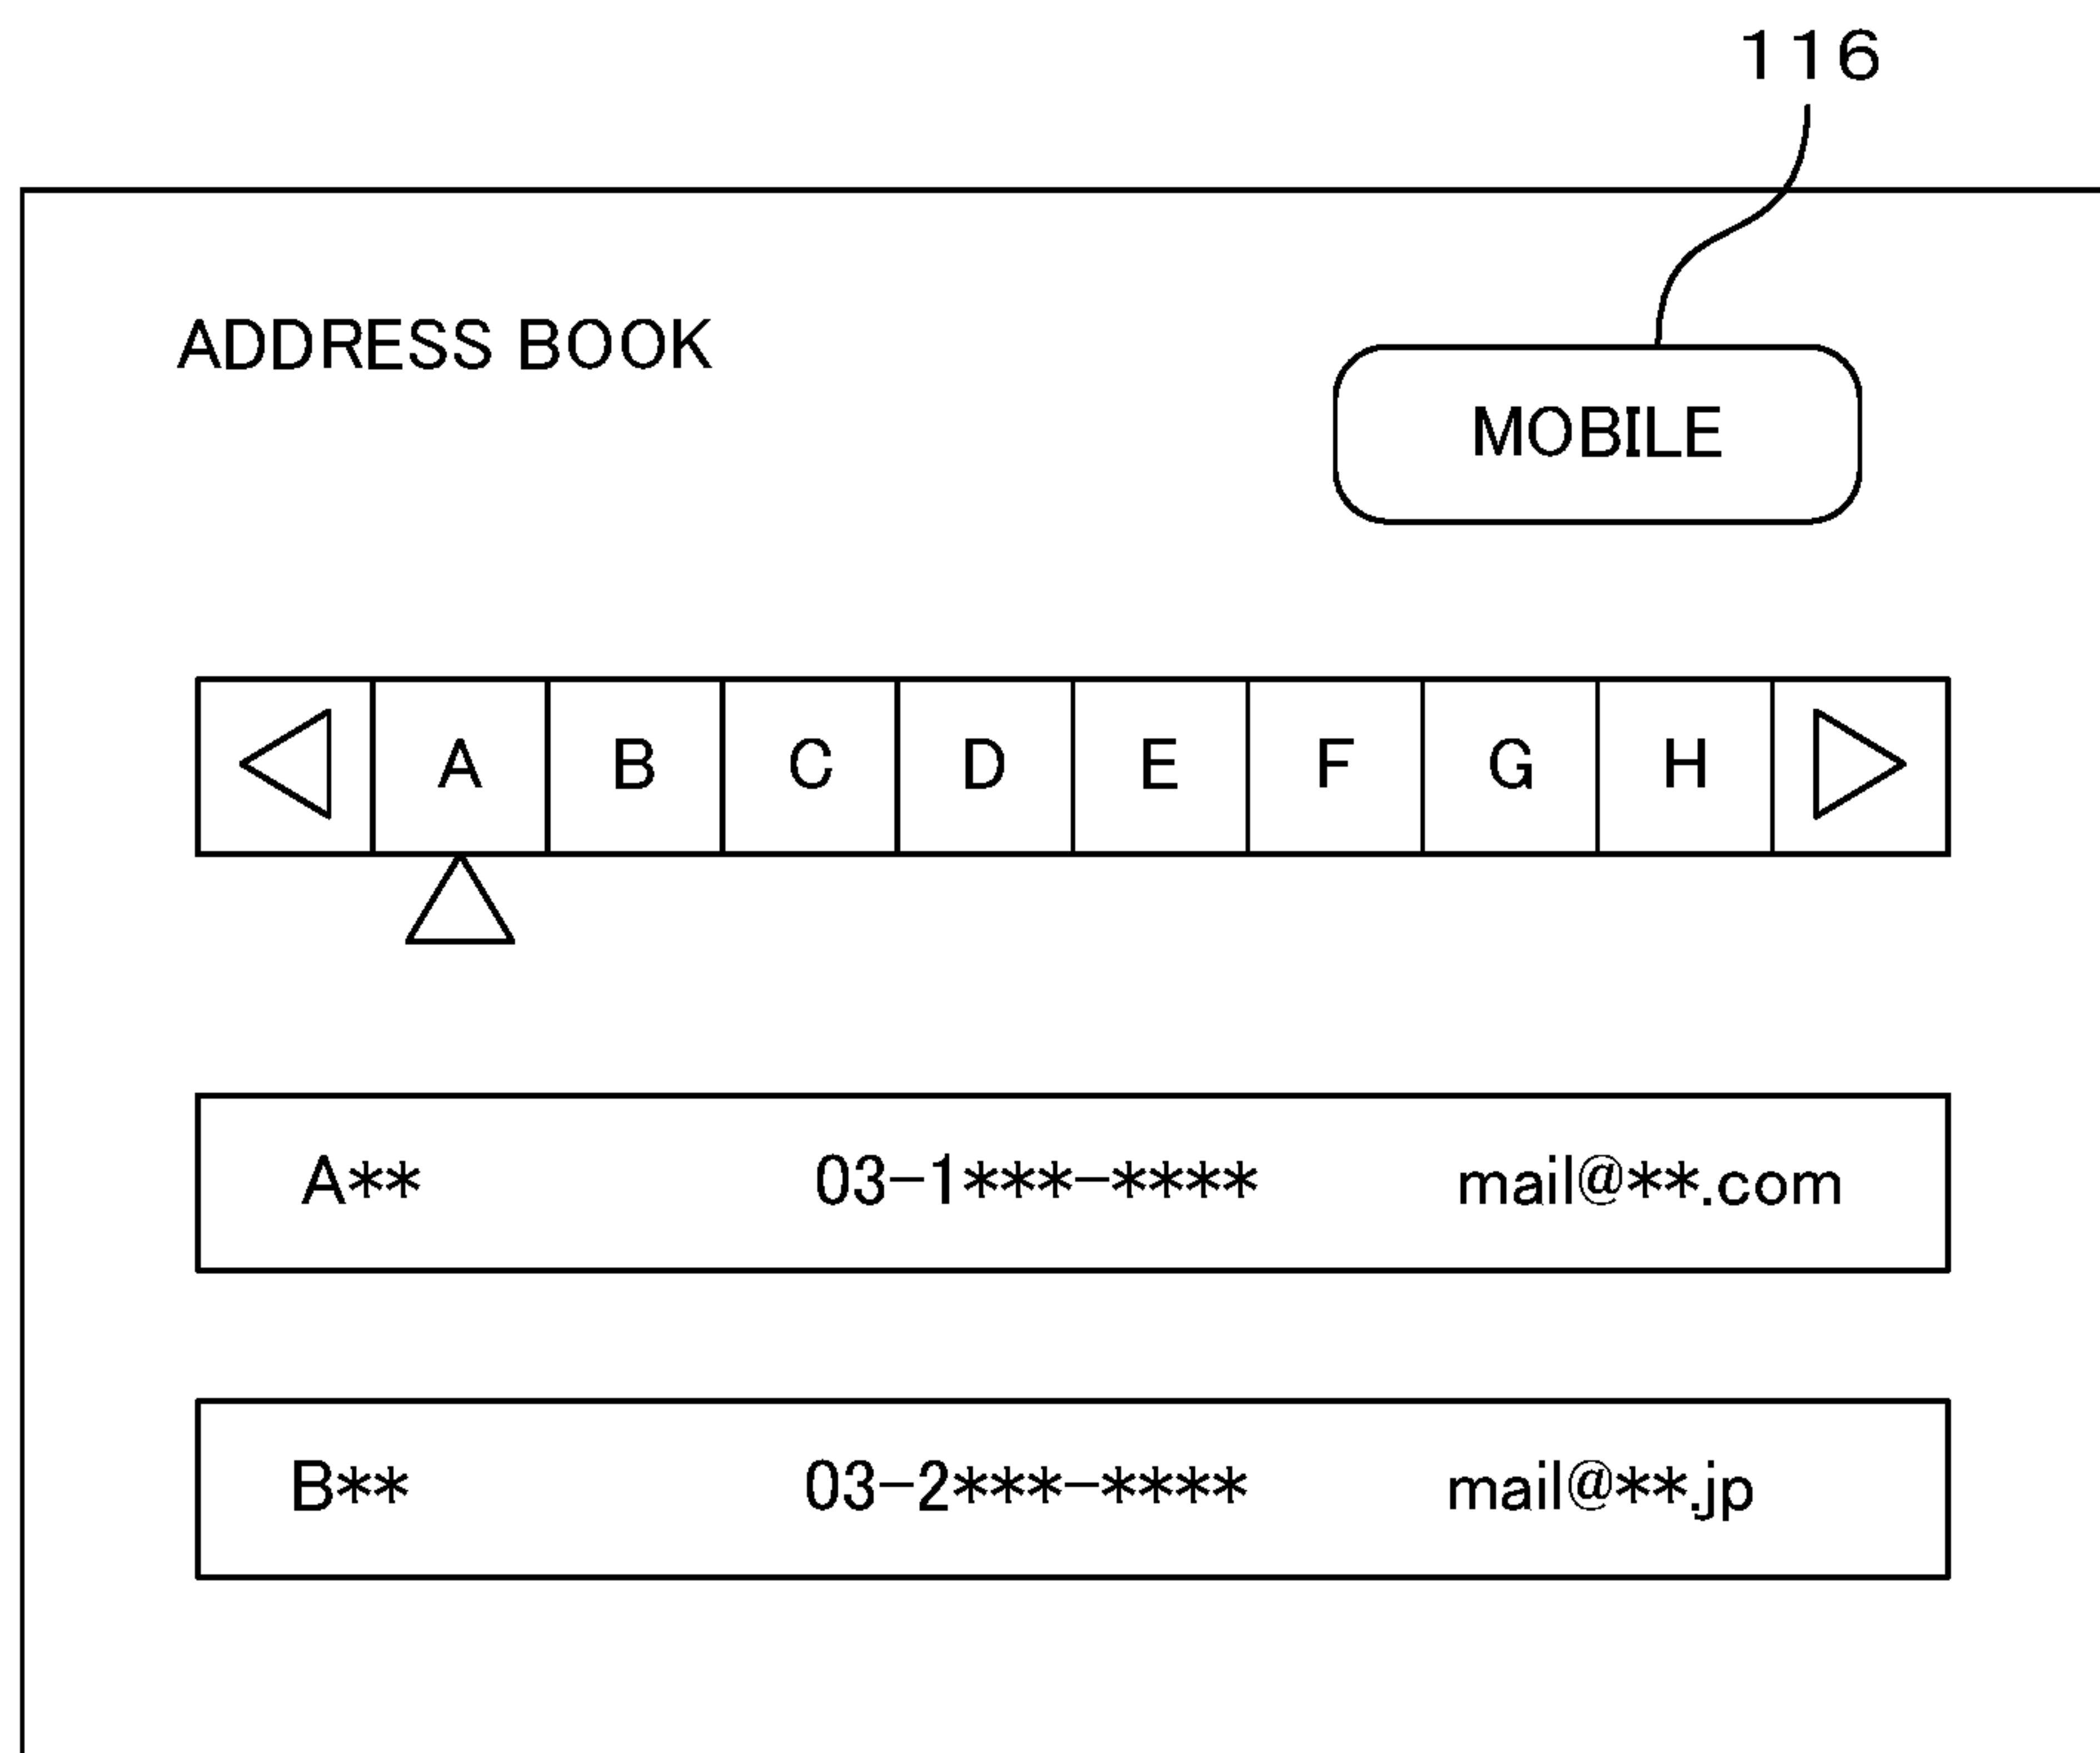 116
ADDRESS BOOK
MOBILE
A B C D E F G H
A** 03-1***-**** mail@**.com
B** 03-2***-**** mail@**.jp